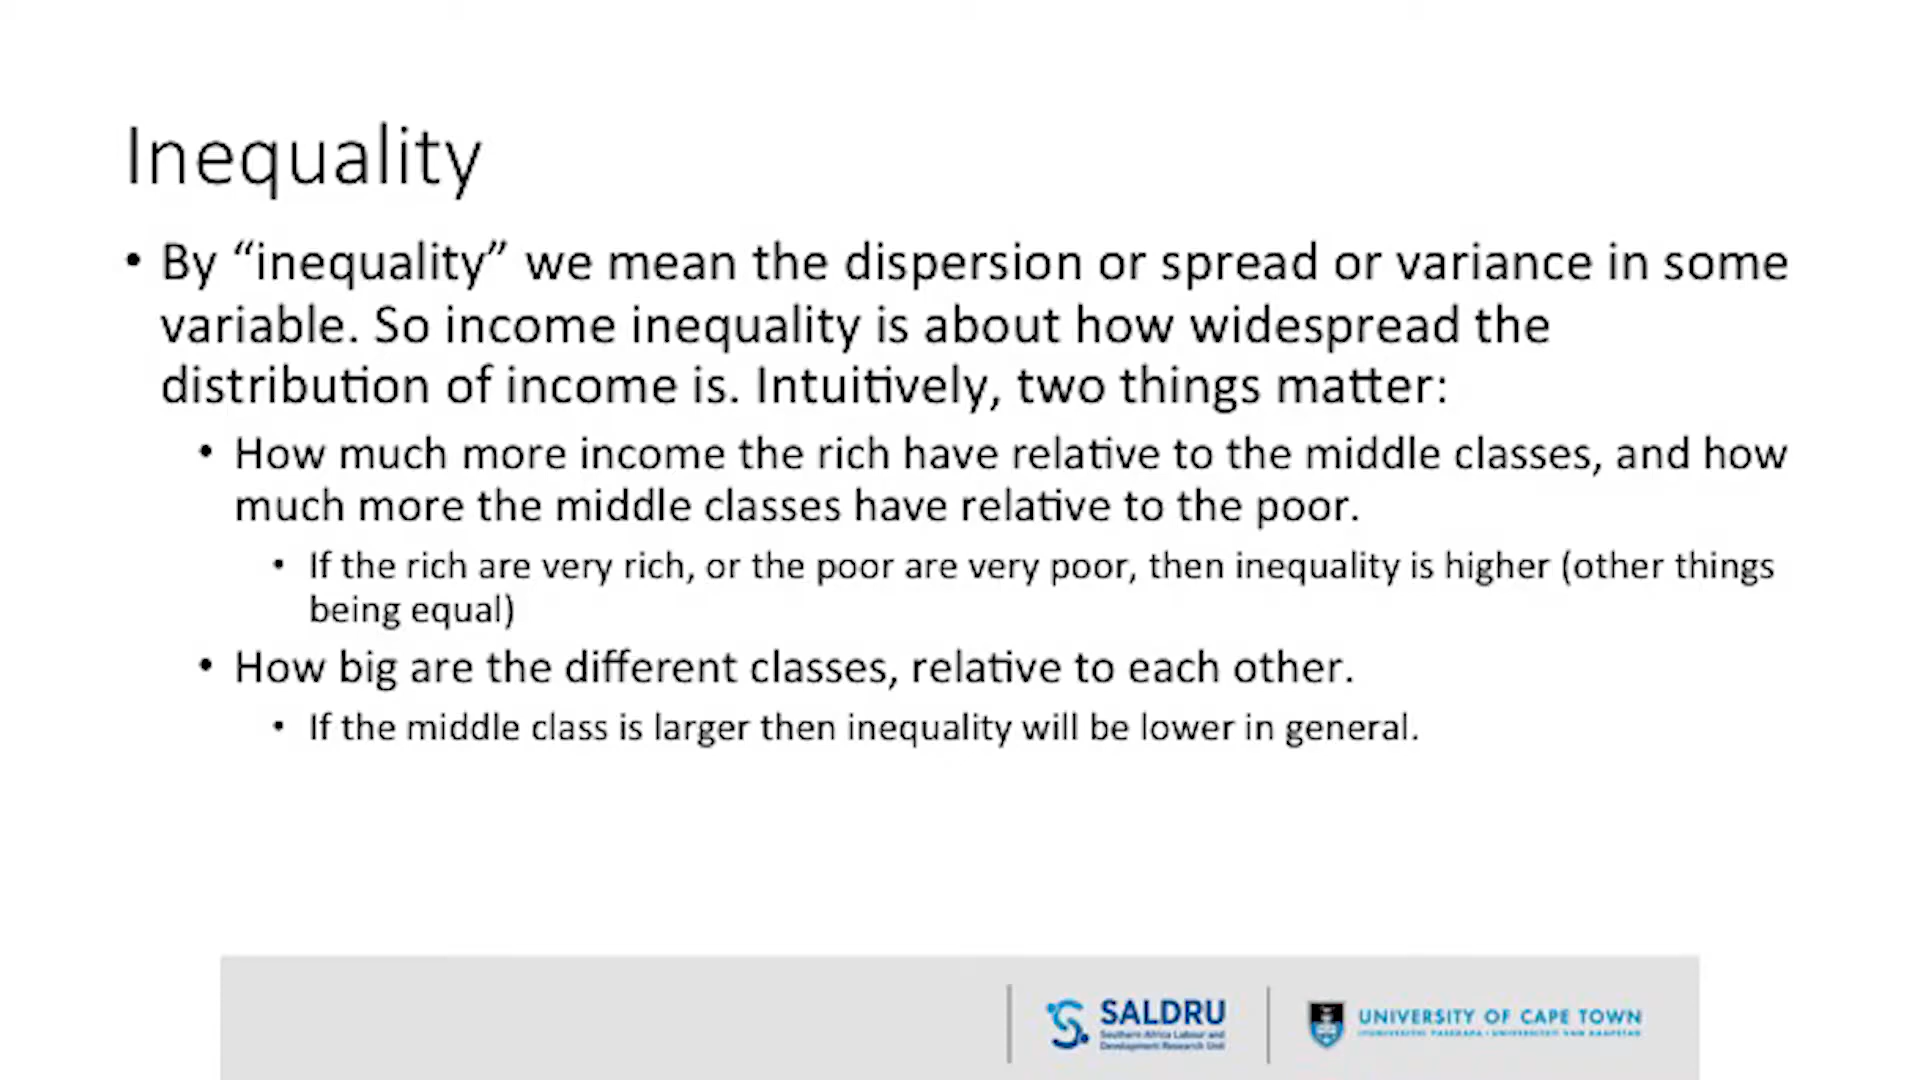 Inequality
• By “inequality” we mean the dispersion or spread or variance in some
variable. So income inequality is about how widespread the
distribution of income is. Intuitively, two things matter:
• How much more income the rich have relative to the middle classes, and how
much more the middle classes have relative to the poor.
• If the rich are very rich, or the poor are very poor, then inequality is higher (other things
being equal)
• How big are the different classes, relative to each other.
• If the middle class is larger then inequality will be lower in general.
SALDRU
Southern Africa Labour and
Development Research Unit
UNIVERSITY OF CAPE TOWN